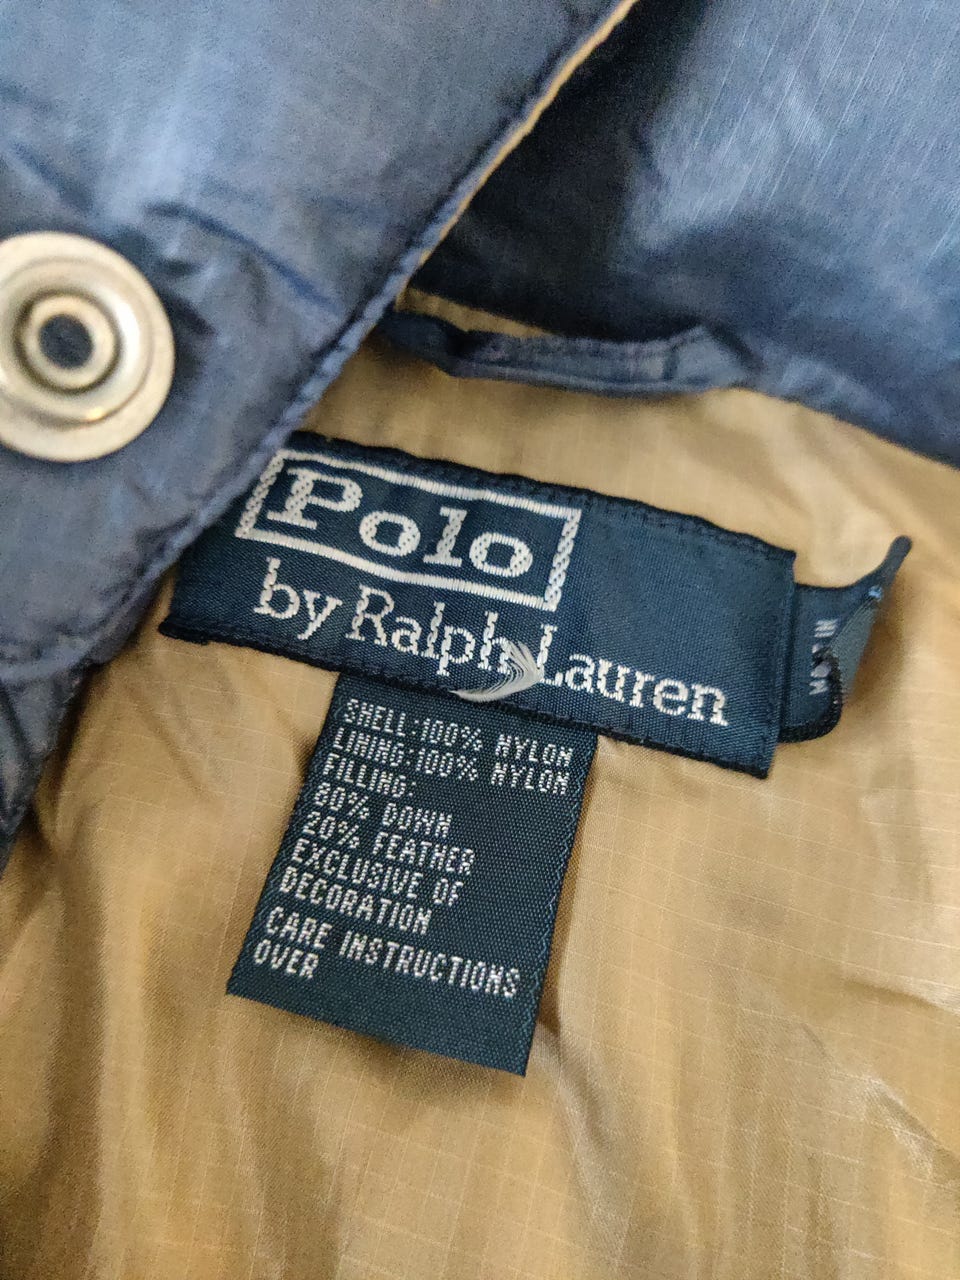 Polo
by Ralph Lauren
SHELL:100% NYLON
LINING:100% NYLON
FILLING:
80% DOWN
20% FEATHER
EXCLUSIVE OF
DECORATION
CARE INSTRUCTIONS
OVER
IN